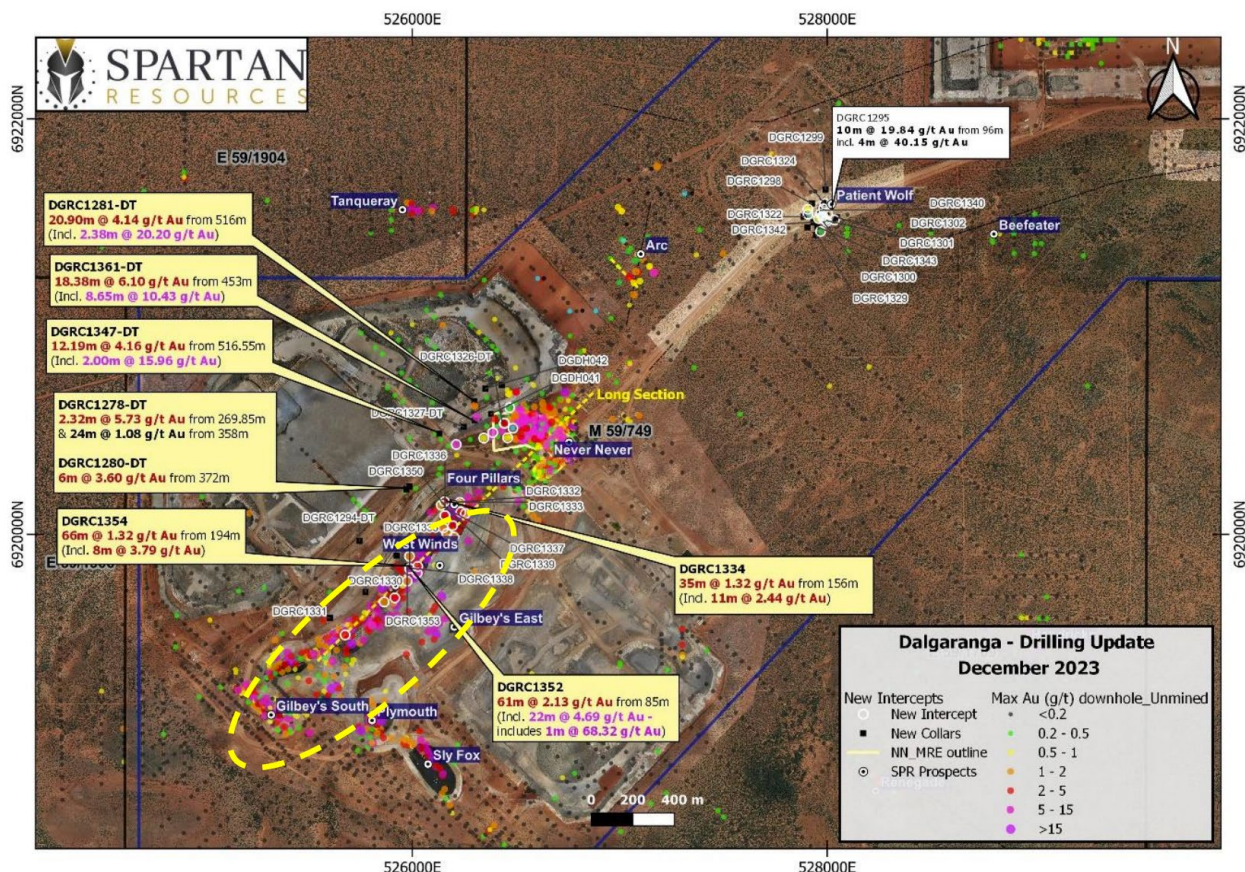 526000E
528000E
SPARTAN
RESOURCES
N
6922000N
6922000N
E 59/1904
DGRC1299
DGRC1324
DGRC1298
DGRC1295
10m @ 19.84 g/t Au from 96m
incl. 4m @ 40.15 g/t Au
Tanqueray
Patient Wolf
DGRC1340
DGRC1322
DGRC1302
Beefeater
DGRC1342
DGRC1301
Arc
DGRC1343
DGRC1300
DGRC1329
DGRC1281-DT
20.90m @ 4.14 g/t Au from 516m
(Incl. 2.38m @ 20.20 g/t Au)
DGRC1361-DT
18.38m @ 6.10 g/t Au from 453m
(Incl. 8.65m @ 10.43 g/t Au)
DGRC1347-DT
12.19m @ 4.16 g/t Au from 516.55m
(Incl. 2.00m @ 15.96 g/t Au)
DGRC1326-DT
DGDH042
DGDH041
Long Section
DGRC1327-DT
M 59/749
DGRC1278-DT
2.32m @ 5.73 g/t Au from 269.85m
& 24m @ 1.08 g/t Au from 358m
DGRC1280-DT
6m @ 3.60 g/t Au from 372m
Never Never
DGRC1336
DGRC1350
Four Pillars
DGRC1332
DGRC1333
DGRC1294-DT
6920000N
6920000N
DGRC1354
66m @ 1.32 g/t Au from 194m
(Incl. 8m @ 3.79 g/t Au)
West Winds
DGRC1337
DGRC1339
DGRC1338
DGRC1330
DGRC1334
35m @ 1.32 g/t Au from 156m
(Incl. 11m @ 2.44 g/t Au)
DGRC1331
DGRC1353
Gilbey's East
DGRC1352
61m @ 2.13 g/t Au from 85m
(Incl. 22m @ 4.69 g/t Au -
includes 1m @ 68.32 g/t Au)
Gilbey's South
Plymouth
Sly Fox
0 200 400 m
Dalgaranga - Drilling Update
December 2023
New Intercepts
New Intercept
New Collars
NN_MRE outline
SPR Prospects
Max Au (g/t) downhole_Unmined
<0.2
0.2 - 0.5
0.5 - 1
1 - 2
2 - 5
5 - 15
>15
526000E
528000E